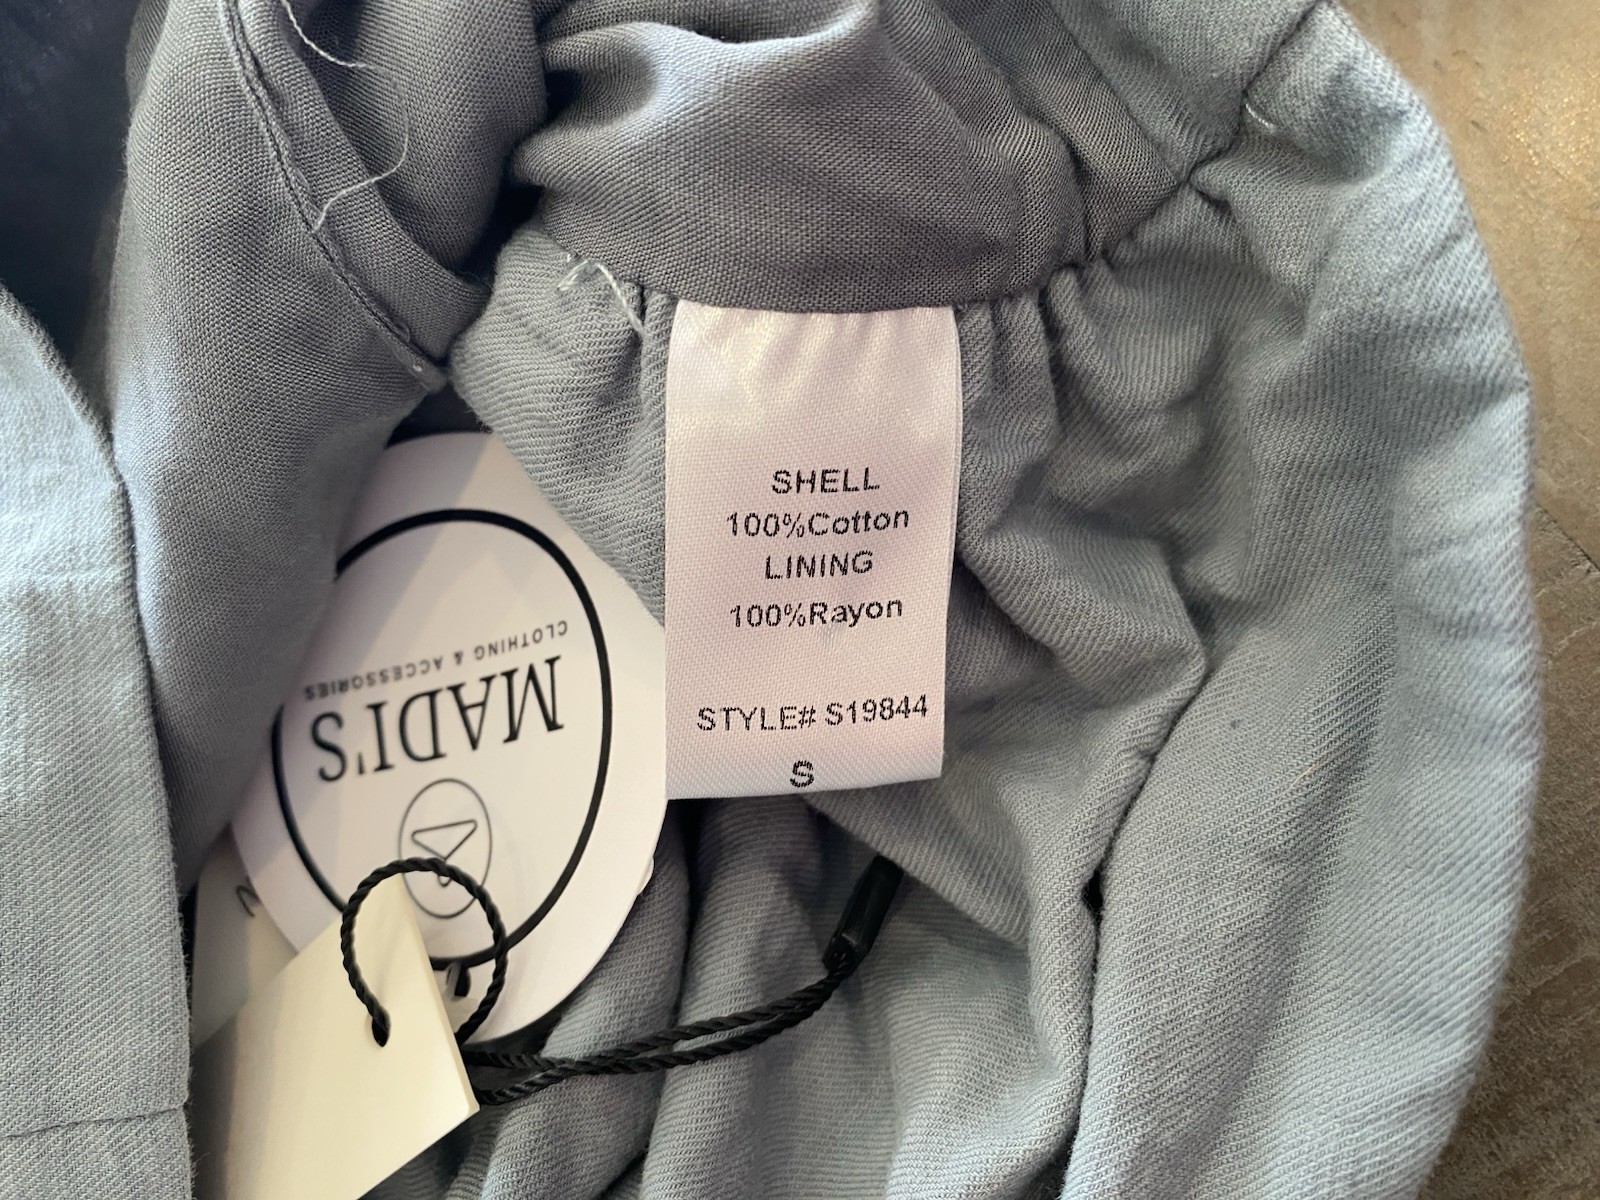 SHELL
100%Cotton
LINING
100%Rayon
STYLE# S19844
S
MADI'S
CLOTHING & ACCESSORIES